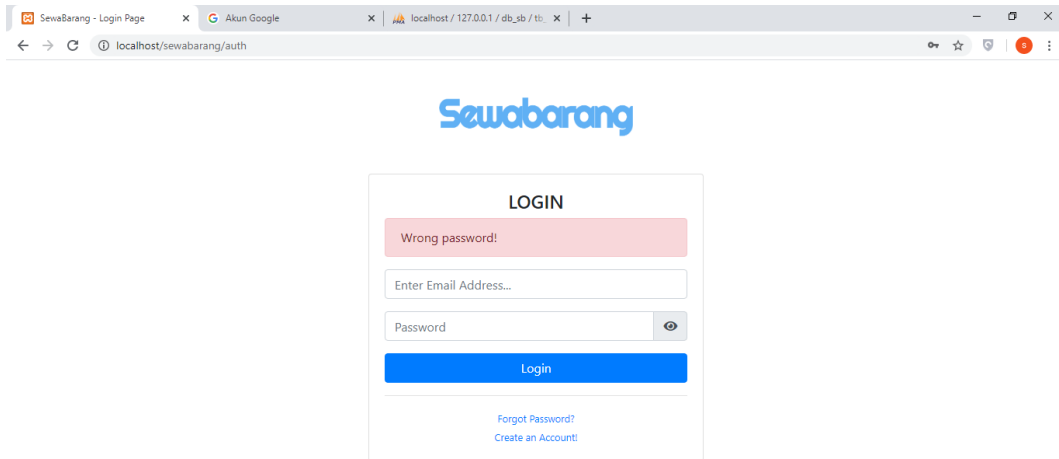 SewaBarang - Login Page
Akun Google
localhost / 127.0.0.1 / db_sb / tb_
localhost/sewabarang/auth
s
Sewabarang
LOGIN
Wrong password!
Enter Email Address...
Password
Login
Forgot Password?
Create an Account!